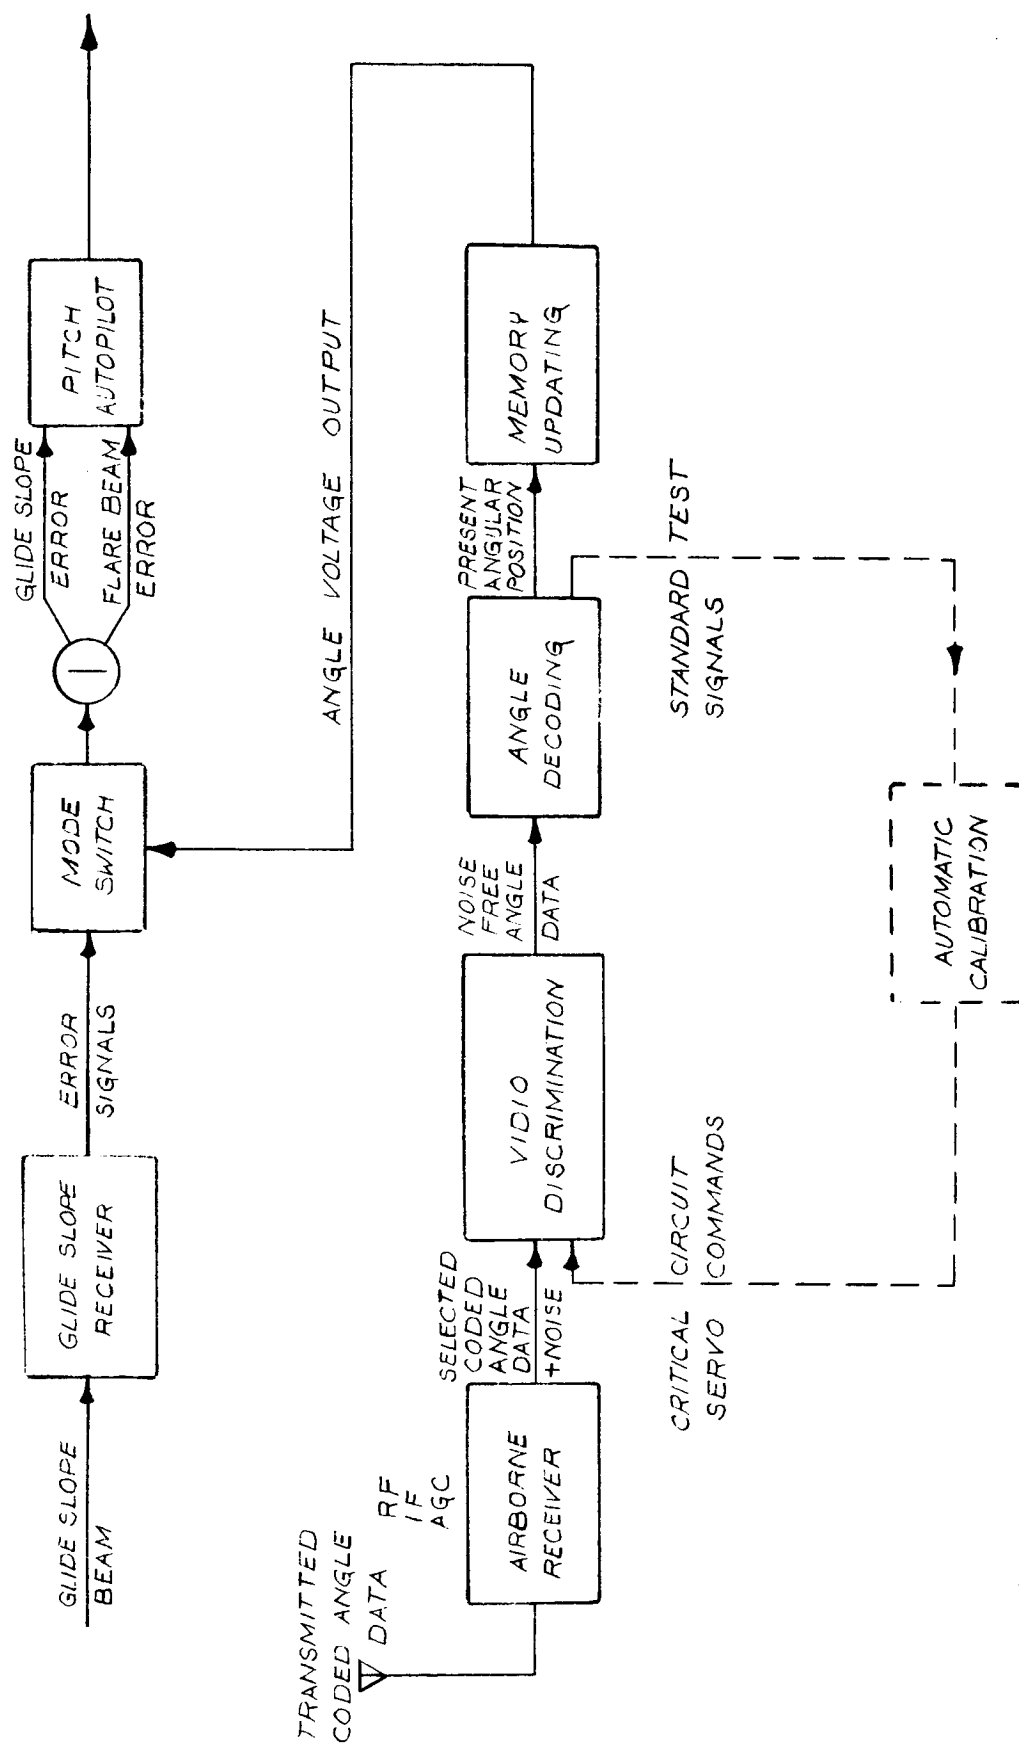 GLIDE SLOPE
BEAM
GLIDE SLOPE
RECEIVER
ERROR
SIGNALS
MODE
SWITCH
GLIDE SLOPE
ERROR
FLARE BEAM
ERROR
PITCH
AUTOPILOT
ANGLE VOLTAGE OUTPUT
TRANSMITTED
CODED ANGLE
DATA
RF
IF
AGC
AIRBORNE
RECEIVER
SELECTED
CODED
ANGLE
DATA
+NOISE
VIDIO
DISCRIMINATION
NOISE
FREE
ANGLE
DATA
ANGLE
DECODING
PRESENT
ANGULAR
POSITION
MEMORY
UPDATING
CRITICAL CIRCUIT
SERVO COMMANDS
STANDARD TEST
SIGNALS
AUTOMATIC
CALIBRATION